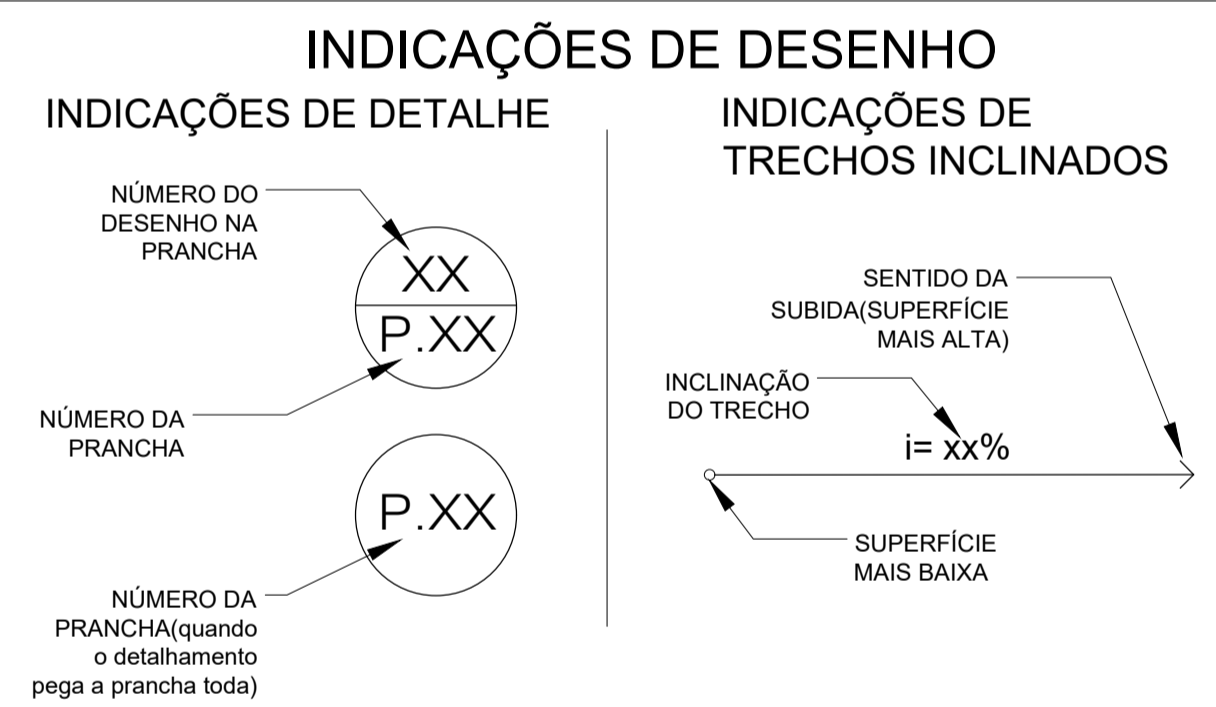 INDICAÇÕES DE DESENHO
INDICAÇÕES DE DETALHE
NÚMERO DO
DESENHO NA
PRANCHA
XX
P.XX
NÚMERO DA
PRANCHA
P.XX
NÚMERO DA
PRANCHA(quando
o detalhamento
pega a prancha toda)
INDICAÇÕES DE
TRECHOS INCLINADOS
SENTIDO DA
SUBIDA(SUPERFÍCIE
MAIS ALTA)
INCLINAÇÃO
DO TRECHO
i= xx%
SUPERFÍCIE
MAIS BAIXA